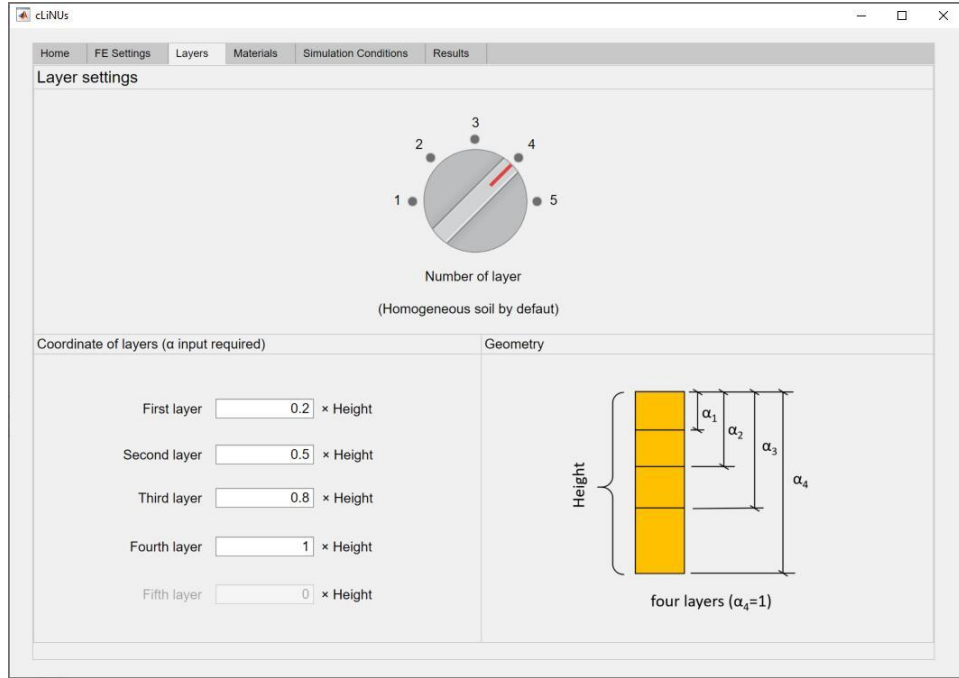 cLiNUs
Home FE Settings Layers Materials Simulation Conditions Results
Layer settings
3
2 4
1 5
Number of layer
(Homogeneous soil by defaut)
Coordinate of layers (α input required) Geometry
First layer 0.2 × Height
Second layer 0.5 × Height
Third layer 0.8 × Height
Fourth layer 1 × Height
Fifth layer 0 × Height
Height
α₁
α₂
α₃
α₄
four layers (α₄=1)